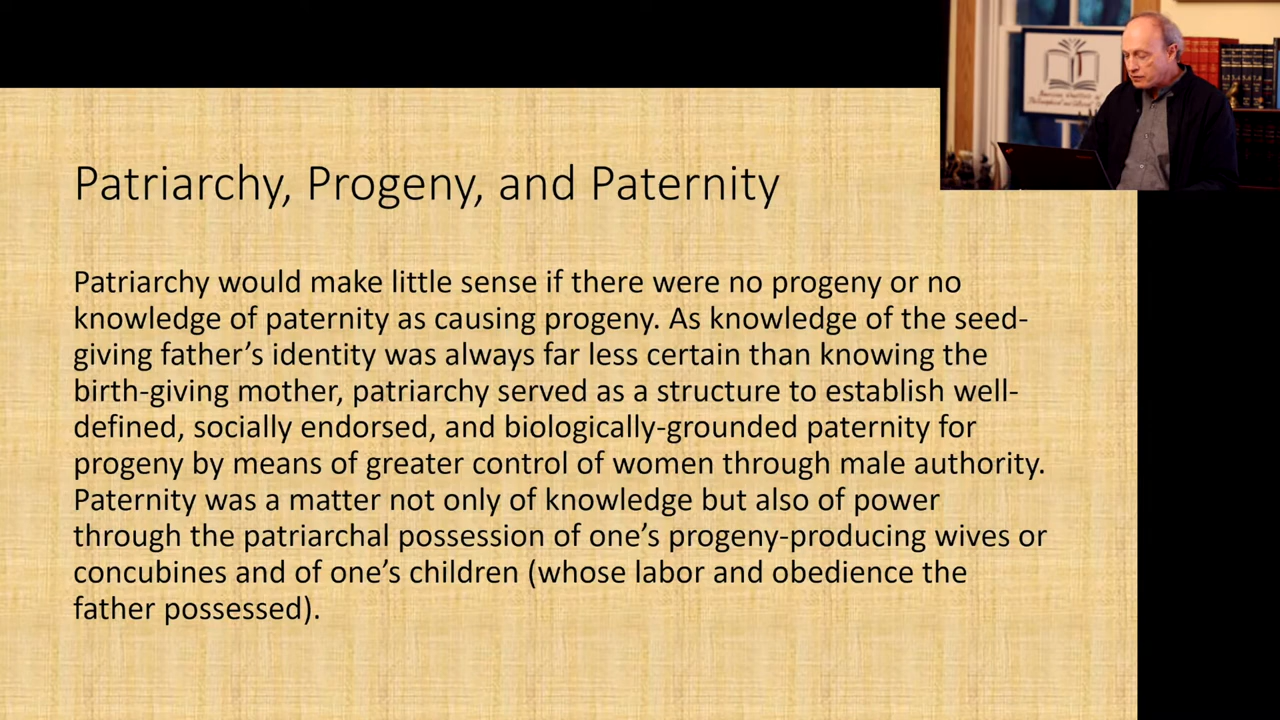 Patriarchy, Progeny, and Paternity
Patriarchy would make little sense if there were no progeny or no
knowledge of paternity as causing progeny. As knowledge of the seed-
giving father’s identity was always far less certain than knowing the
birth-giving mother, patriarchy served as a structure to establish well-
defined, socially endorsed, and biologically-grounded paternity for
progeny by means of greater control of women through male authority.
Paternity was a matter not only of knowledge but also of power
through the patriarchal possession of one’s progeny-producing wives or
concubines and of one’s children (whose labor and obedience the
father possessed).